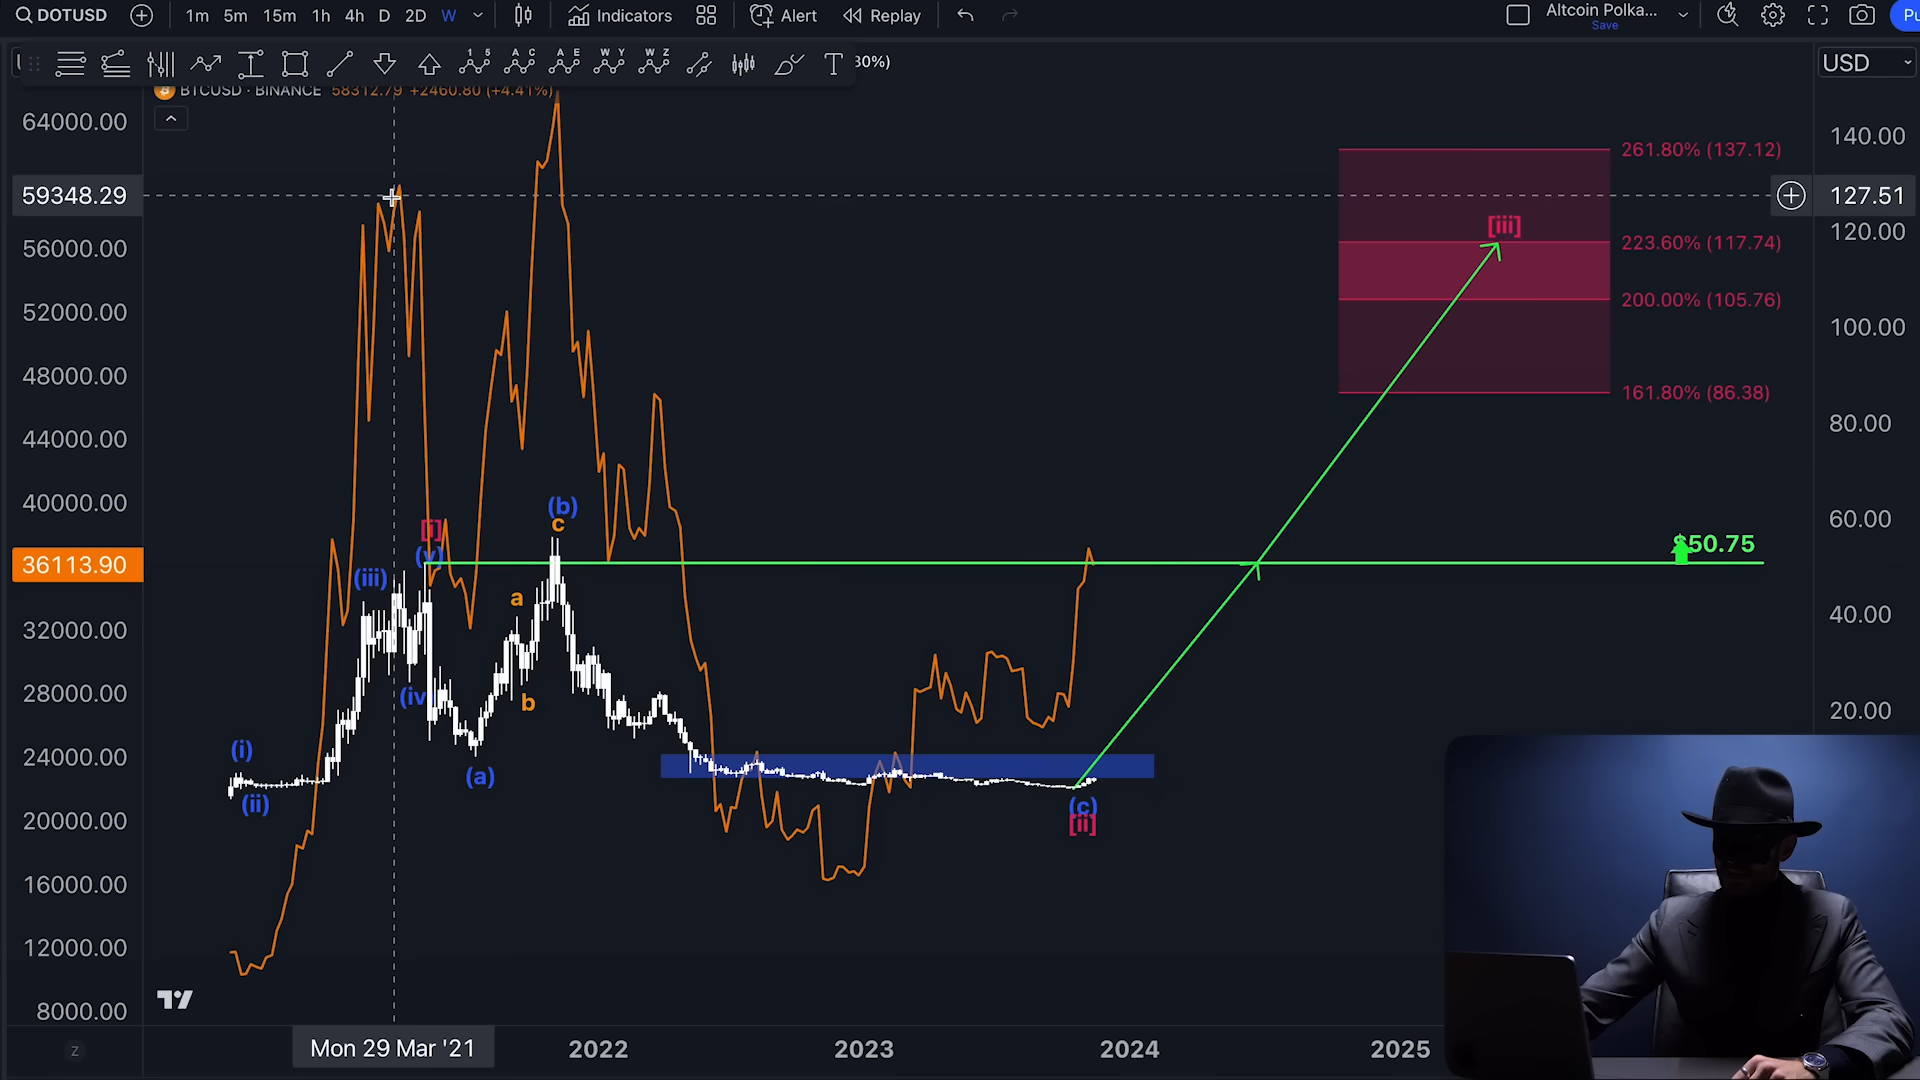 DOTUSD
1m 5m 15m 1h 4h D 2D W
Indicators
Alert
Replay
Altcoin Polka...
Save
Pu
1 5
A C
A E
W Y
W Z
T
30%)
USD
BTCUSD · BINANCE 58312.79 +2460.80 (+4.41%)
64000.00
59348.29
56000.00
52000.00
48000.00
44000.00
40000.00
36113.90
32000.00
28000.00
24000.00
20000.00
16000.00
12000.00
8000.00
140.00
127.51
120.00
100.00
80.00
60.00
40.00
20.00
261.80% (137.12)
223.60% (117.74)
200.00% (105.76)
161.80% (86.38)
[iii]
$50.75
(b)
c
[i]
(v)
(iii)
a
(iv
b
(i)
(a)
(ii)
(c)
[ii]
Z
Mon 29 Mar '21
2022
2023
2024
2025